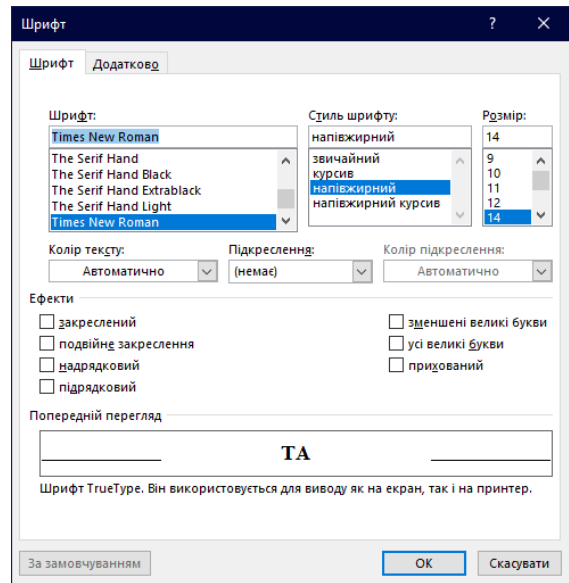 Шрифт ? ×
Шрифт Додатково
Шрифт: Стиль шрифту: Розмір:
Times New Roman напівжирний 14
The Serif Hand звичайний 9
The Serif Hand Black курсив 10
The Serif Hand Extrablack напівжирний 11
The Serif Hand Light напівжирний курсив 12
Times New Roman 14
Колір тексту: Підкреслення: Колір підкреслення:
Автоматично (немає) Автоматично
Ефекти
закреслений зменшені великі букви
подвійне закреслення усі великі букви
надрядковий прихований
підрядковий
Попередній перегляд
ТА
Шрифт TrueType. Він використовується для виводу як на екран, так і на принтер.
За замовчуванням ОК Скасувати